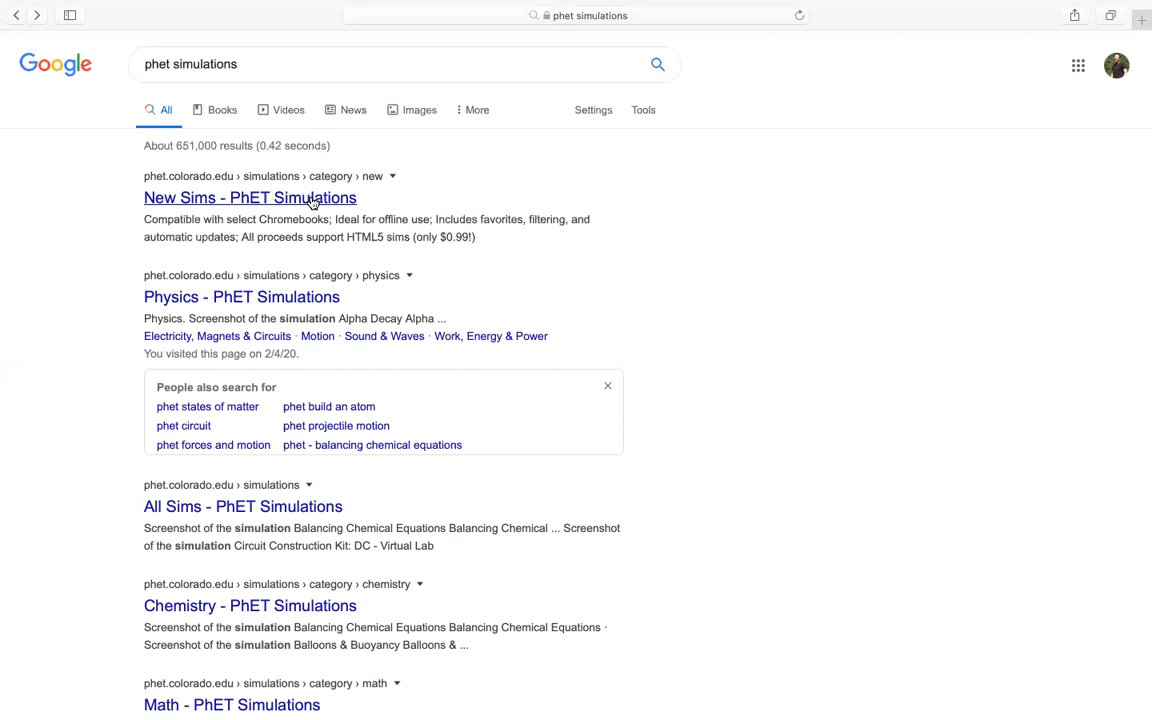 phet simulations
Google
phet simulations
All Books Videos News Images More Settings Tools
About 651,000 results (0.42 seconds)
phet.colorado.edu › simulations › category › new
New Sims - PhET Simulations
Compatible with select Chromebooks; Ideal for offline use; Includes favorites, filtering, and
automatic updates; All proceeds support HTML5 sims (only $0.99!)
phet.colorado.edu › simulations › category › physics
Physics - PhET Simulations
Physics. Screenshot of the simulation Alpha Decay Alpha ...
Electricity, Magnets & Circuits · Motion · Sound & Waves · Work, Energy & Power
You visited this page on 2/4/20.
People also search for
phet states of matter phet build an atom
phet circuit phet projectile motion
phet forces and motion phet - balancing chemical equations
phet.colorado.edu › simulations
All Sims - PhET Simulations
Screenshot of the simulation Balancing Chemical Equations Balancing Chemical ... Screenshot
of the simulation Circuit Construction Kit: DC - Virtual Lab
phet.colorado.edu › simulations › category › chemistry
Chemistry - PhET Simulations
Screenshot of the simulation Balancing Chemical Equations Balancing Chemical Equations ·
Screenshot of the simulation Balloons & Buoyancy Balloons & ...
phet.colorado.edu › simulations › category › math
Math - PhET Simulations